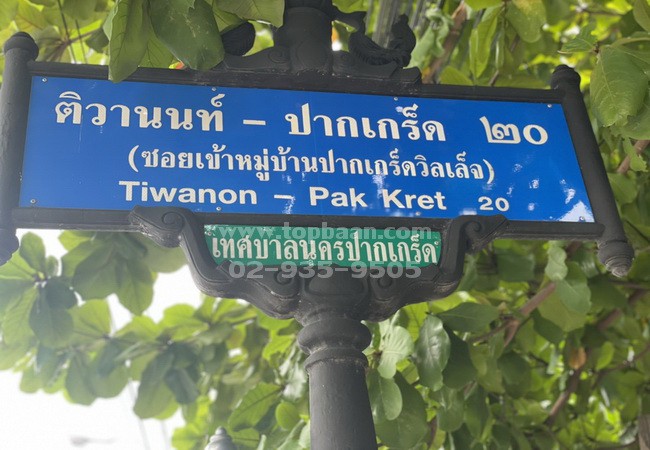 ติวานนท์ - ปากเกร็ด ๒๐
(ซอยเข้าหมู่บ้านปากเกร็ดวิลเล็จ)
Tiwanon - Pak Kret 20
www.topbaan.com
เทศบาลนครปากเกร็ด
02-935-9505